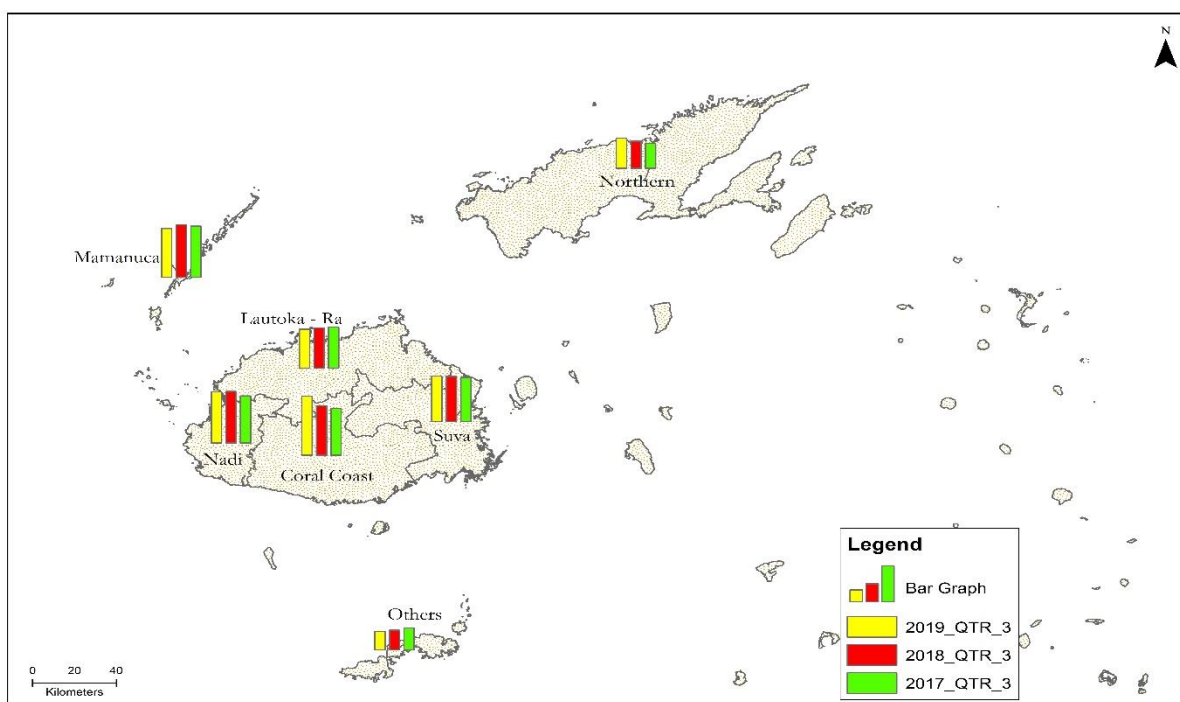 N
Northern
Mamanuca
Lautoka - Ra
Suva
Nadi
Coral Coast
Others
Legend
Bar Graph
2019_QTR_3
2018_QTR_3
2017_QTR_3
0 20 40
Kilometers